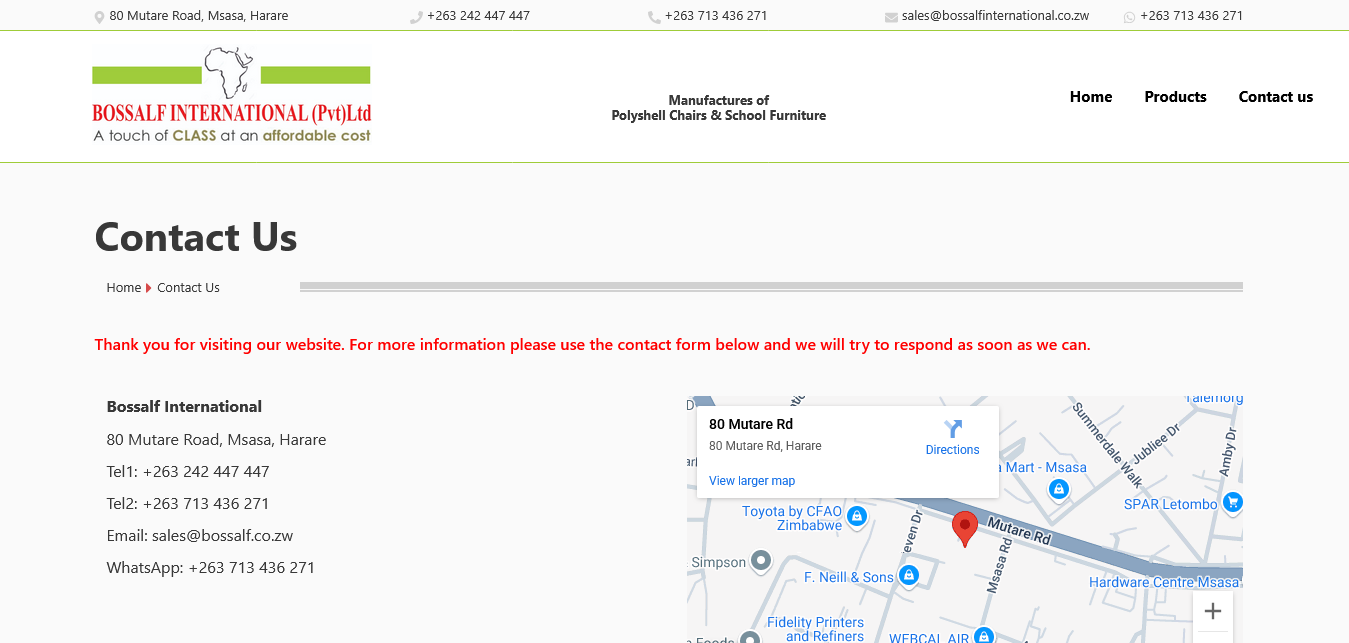 80 Mutare Road, Msasa, Harare
+263 242 447 447
+263 713 436 271
sales@bossalfinternational.co.zw
+263 713 436 271
BOSSALF INTERNATIONAL (Pvt)Ltd
A touch of CLASS at an affordable cost
Manufactures of
Polyshell Chairs & School Furniture
Home
Products
Contact us
Contact Us
Home
Contact Us
Thank you for visiting our website. For more information please use the contact form below and we will try to respond as soon as we can.
Bossalf International
80 Mutare Road, Msasa, Harare
Tel1: +263 242 447 447
Tel2: +263 713 436 271
Email: sales@bossalf.co.zw
WhatsApp: +263 713 436 271
80 Mutare Rd
80 Mutare Rd, Harare
Directions
View larger map
Summerdale Walk
Jubliee Dr
Amby Dr
Mart - Msasa
SPAR Letombo
Toyota by CFAO
Zimbabwe
Mutare Rd
Msasa Rd
Simpson
F. Neill & Sons
Hardware Centre Msasa
Fidelity Printers
and Refiners
WEBCAL AIR